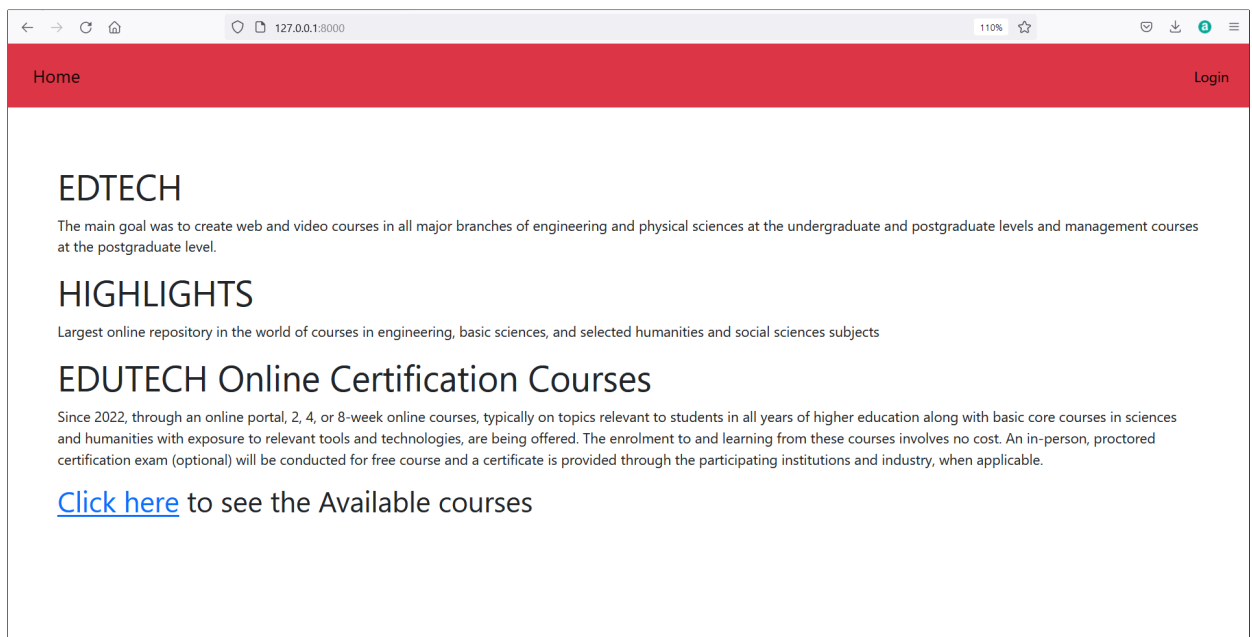 127.0.0.1:8000
110%
Home
Login
EDTECH
The main goal was to create web and video courses in all major branches of engineering and physical sciences at the undergraduate and postgraduate levels and management courses
at the postgraduate level.
HIGHLIGHTS
Largest online repository in the world of courses in engineering, basic sciences, and selected humanities and social sciences subjects
EDUTECH Online Certification Courses
Since 2022, through an online portal, 2, 4, or 8-week online courses, typically on topics relevant to students in all years of higher education along with basic core courses in sciences
and humanities with exposure to relevant tools and technologies, are being offered. The enrolment to and learning from these courses involves no cost. An in-person, proctored
certification exam (optional) will be conducted for free course and a certificate is provided through the participating institutions and industry, when applicable.
Click here to see the Available courses